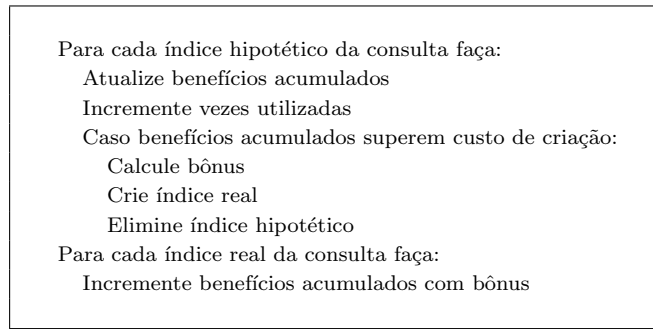 Para cada índice hipotético da consulta faça:
Atualize benefícios acumulados
Incremente vezes utilizadas
Caso benefícios acumulados superem custo de criação:
Calcule bônus
Crie índice real
Elimine índice hipotético
Para cada índice real da consulta faça:
Incremente benefícios acumulados com bônus